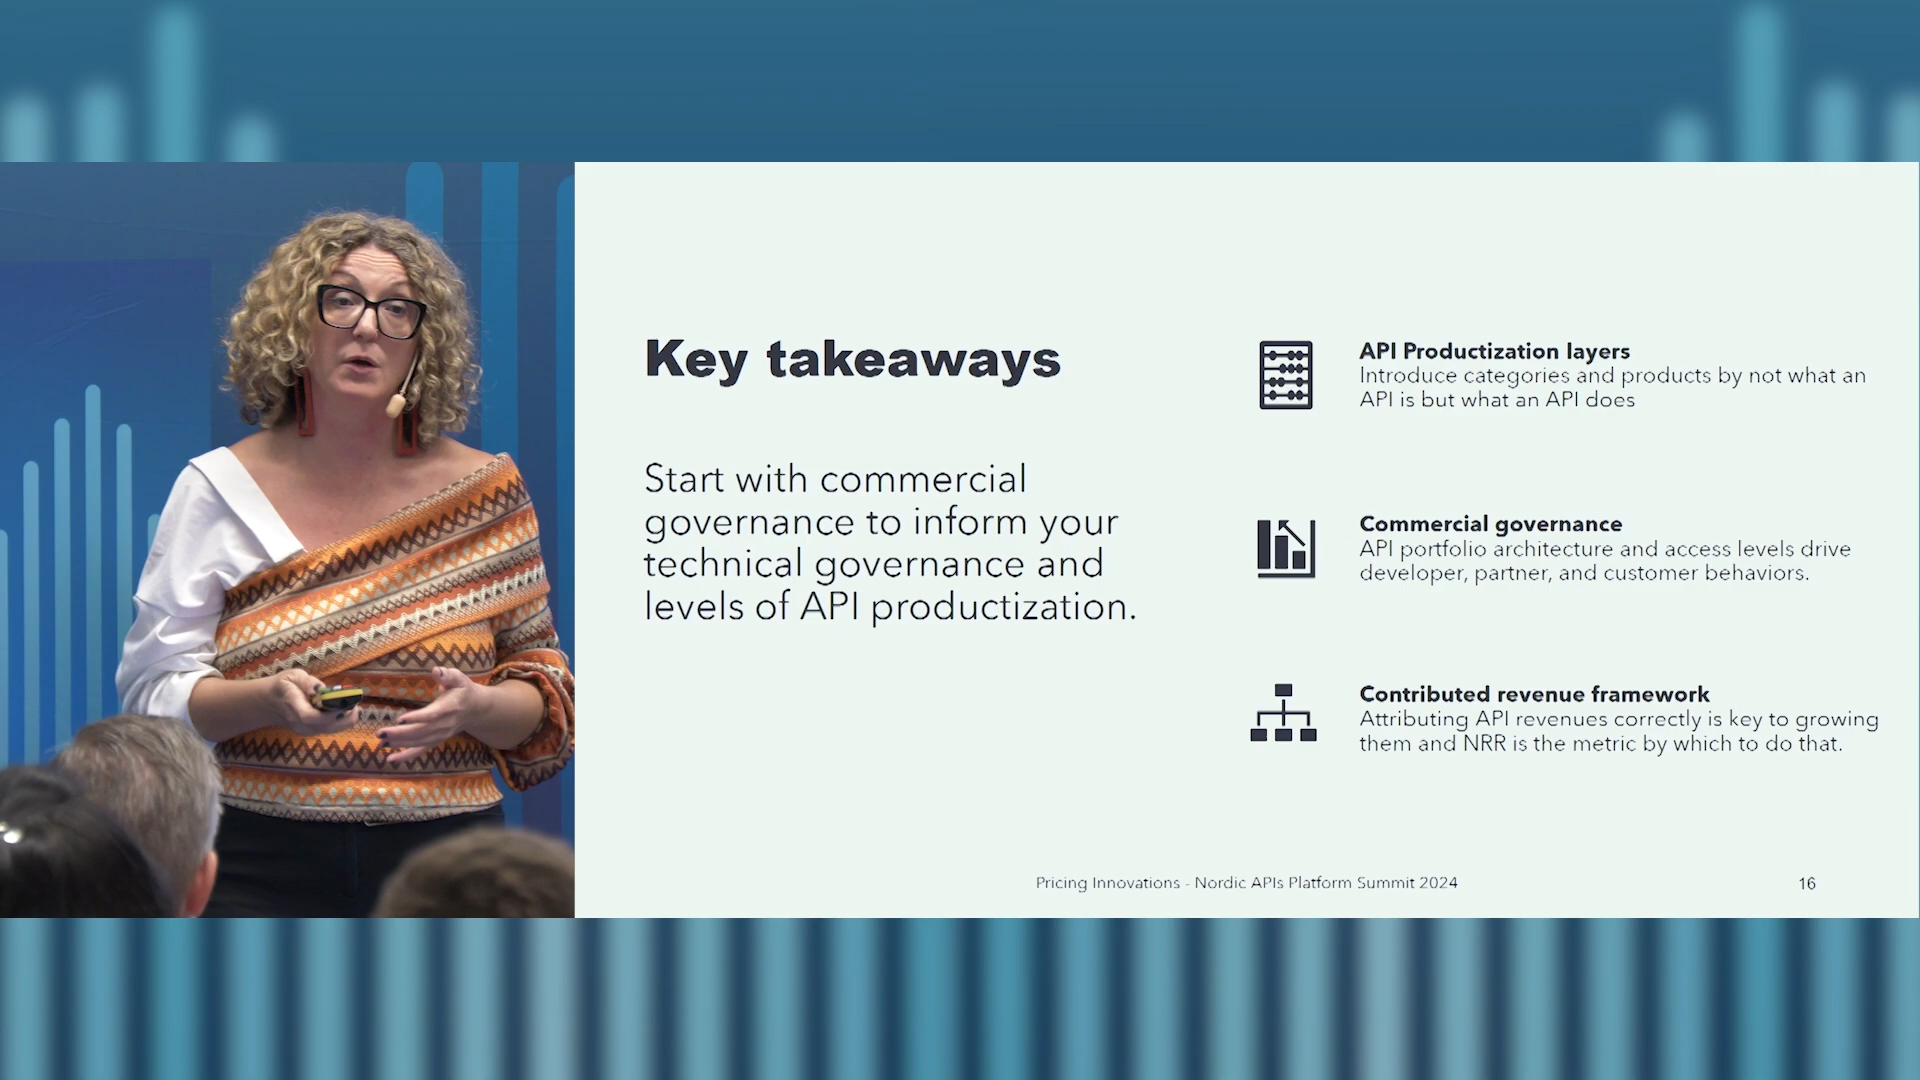 Key takeaways
Start with commercial
governance to inform your
technical governance and
levels of API productization.
API Productization layers
Introduce categories and products by not what an
API is but what an API does
Commercial governance
API portfolio architecture and access levels drive
developer, partner, and customer behaviors.
Contributed revenue framework
Attributing API revenues correctly is key to growing
them and NRR is the metric by which to do that.
Pricing Innovations - Nordic APIs Platform Summit 2024
16